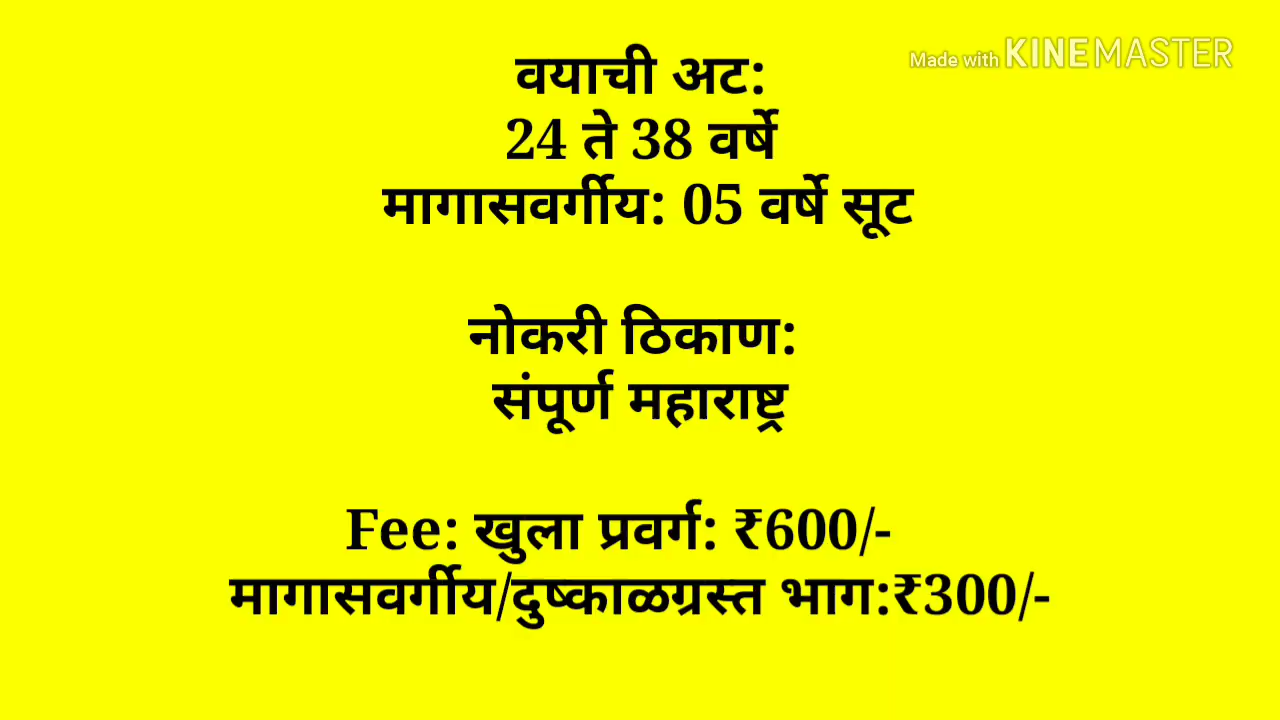 Made with KINEMASTER
वयाची अट:
24 ते 38 वर्षे
मागासवर्गीय: 05 वर्षे सूट
नोकरी ठिकाण:
संपूर्ण महाराष्ट्र
Fee: खुला प्रवर्ग: ₹600/-
मागासवर्गीय/दुष्काळग्रस्त भाग:₹300/-